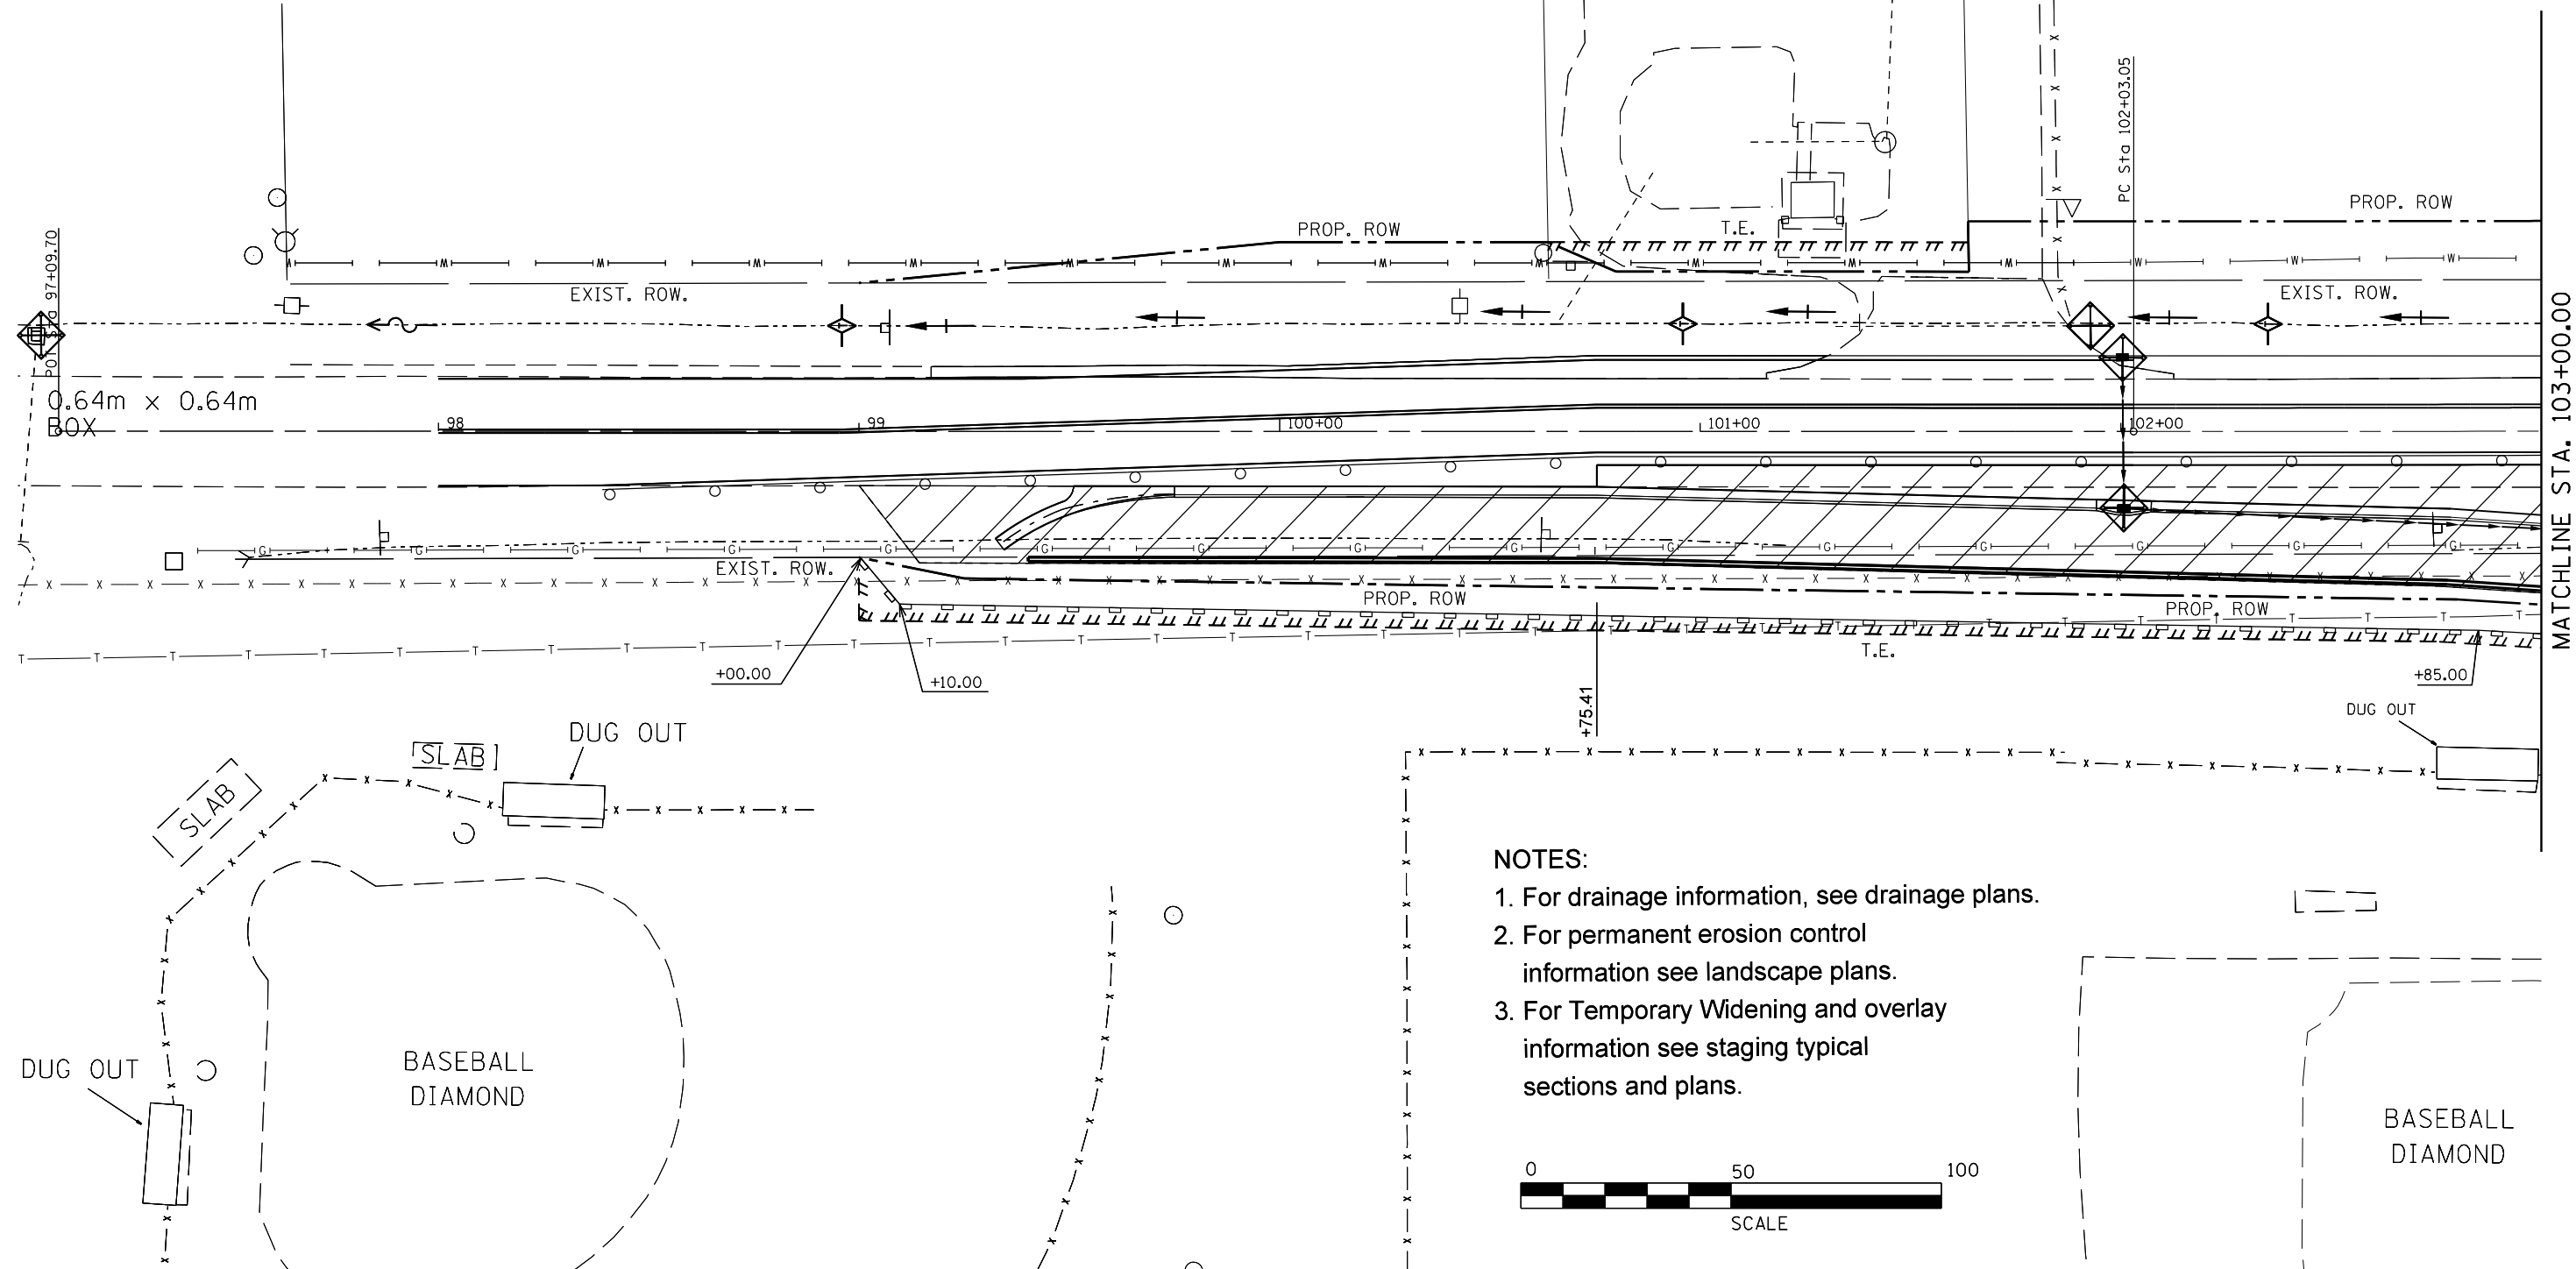 PC Sta 102+03.05
PROP. ROW
PROP. ROW
T.E.
POT Sta 97+09.70
EXIST. ROW.
EXIST. ROW.
0.64m x 0.64m
BOX
98
99
100+00
101+00
102+00
MATCHLINE STA. 103+00.00
EXIST. ROW.
PROP. ROW
PROP. ROW
T.E.
+00.00
+10.00
+75.41
+85.00
DUG OUT
DUG OUT
SLAB
SLAB
NOTES:
1. For drainage information, see drainage plans.
2. For permanent erosion control
information see landscape plans.
3. For Temporary Widening and overlay
information see staging typical
sections and plans.
DUG OUT
BASEBALL
DIAMOND
BASEBALL
DIAMOND
0 50 100
SCALE